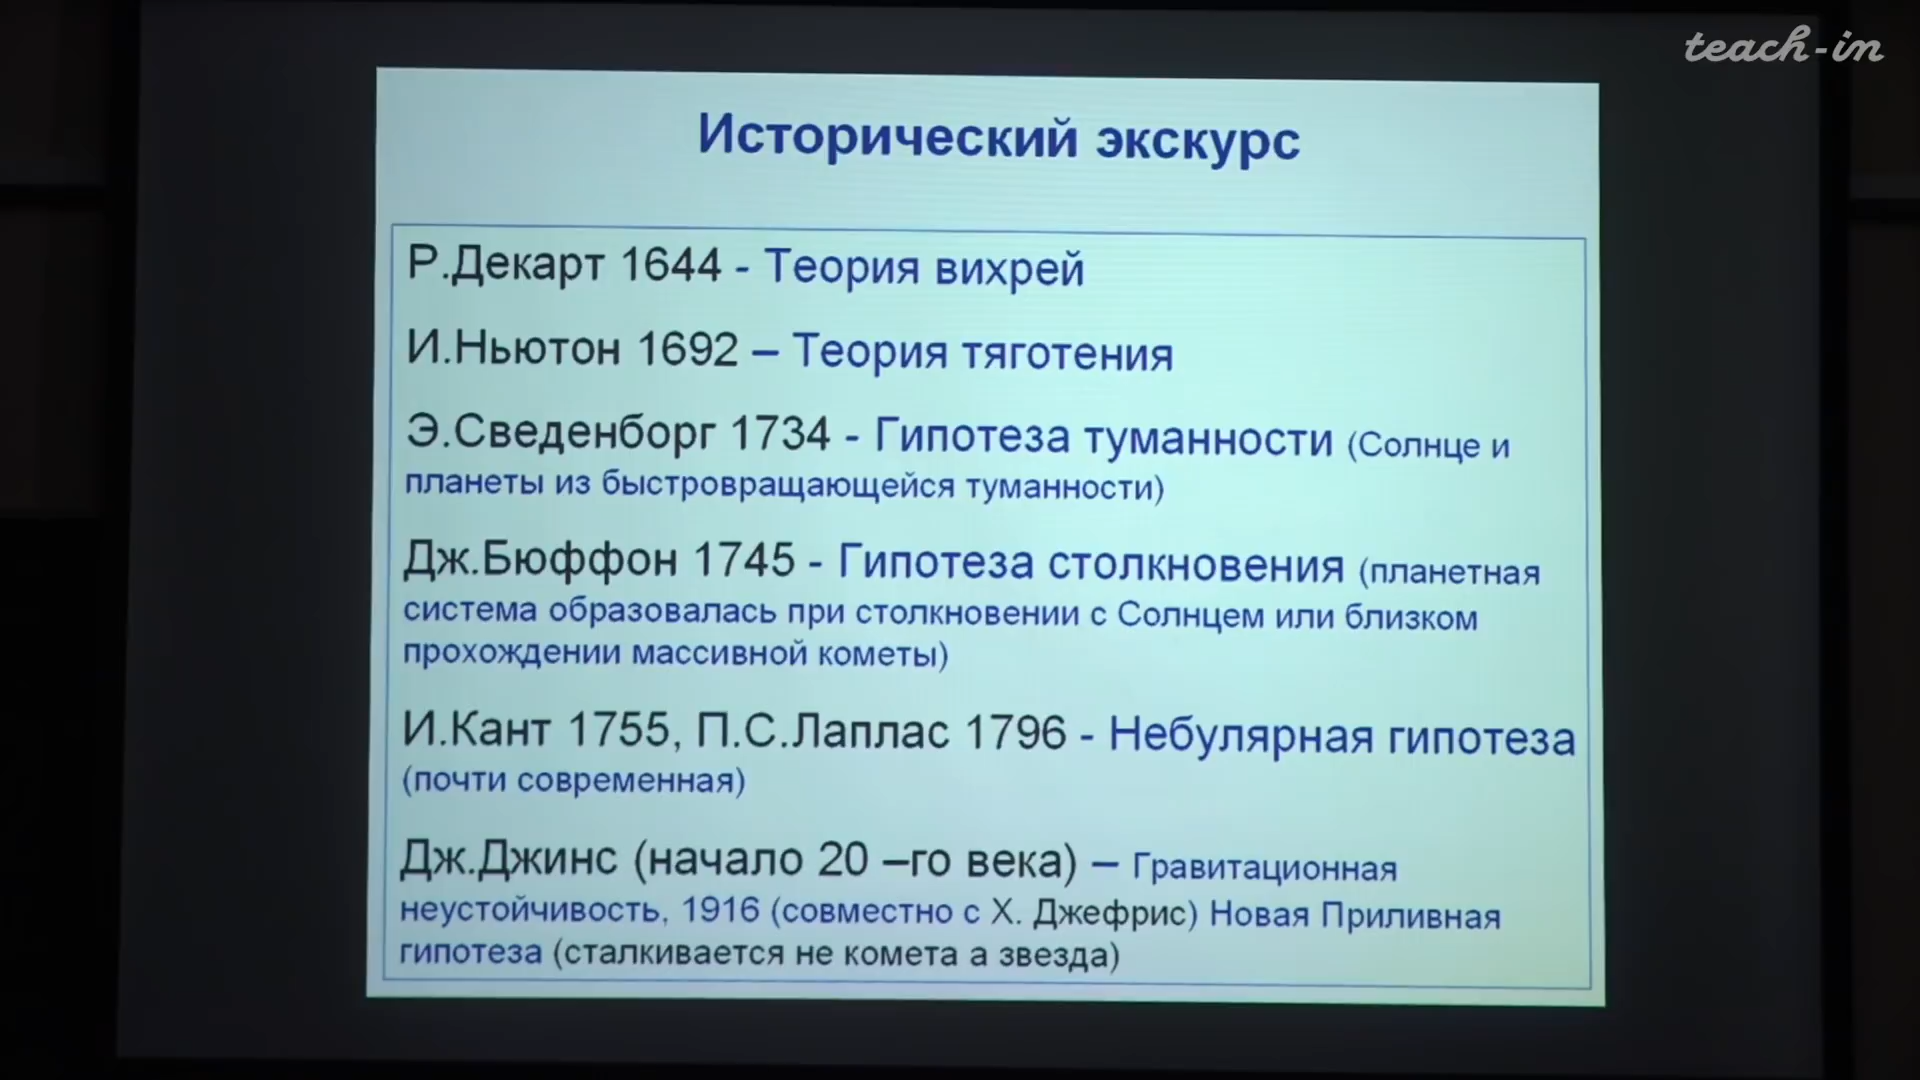 teach-in
Исторический экскурс
Р.Декарт 1644 - Теория вихрей
И.Ньютон 1692 – Теория тяготения
Э.Сведенборг 1734 - Гипотеза туманности (Солнце и
планеты из быстровращающейся туманности)
Дж.Бюффон 1745 - Гипотеза столкновения (планетная
система образовалась при столкновении с Солнцем или близком
прохождении массивной кометы)
И.Кант 1755, П.С.Лаплас 1796 - Небулярная гипотеза
(почти современная)
Дж.Джинс (начало 20 –го века) – Гравитационная
неустойчивость, 1916 (совместно с Х. Джефрис) Новая Приливная
гипотеза (сталкивается не комета а звезда)